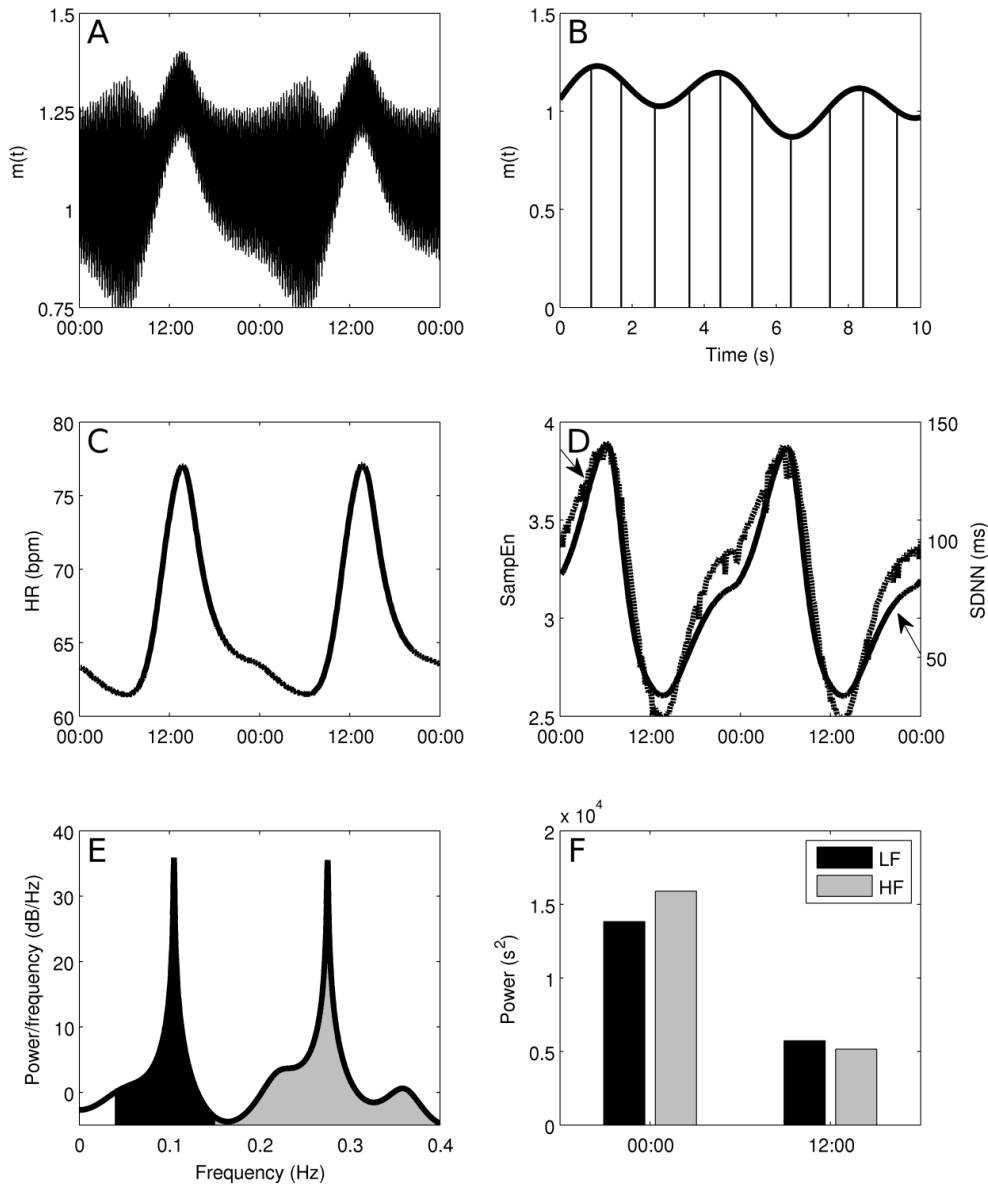 A
1.5
1.25
1
0.75
m(t)
00:00 12:00 00:00 12:00 00:00
B
1.5
1
0.5
0
m(t)
0 2 4 6 8 10
Time (s)
C
80
75
70
65
60
HR (bpm)
00:00 12:00 00:00 12:00 00:00
D
4
3.5
3
2.5
SampEn
150
100
50
SDNN (ms)
00:00 12:00 00:00 12:00 00:00
E
40
30
20
10
0
Power/frequency (dB/Hz)
0 0.1 0.2 0.3 0.4
Frequency (Hz)
F
x 10⁴
2
1.5
1
0.5
0
Power (s²)
LF
HF
00:00 12:00